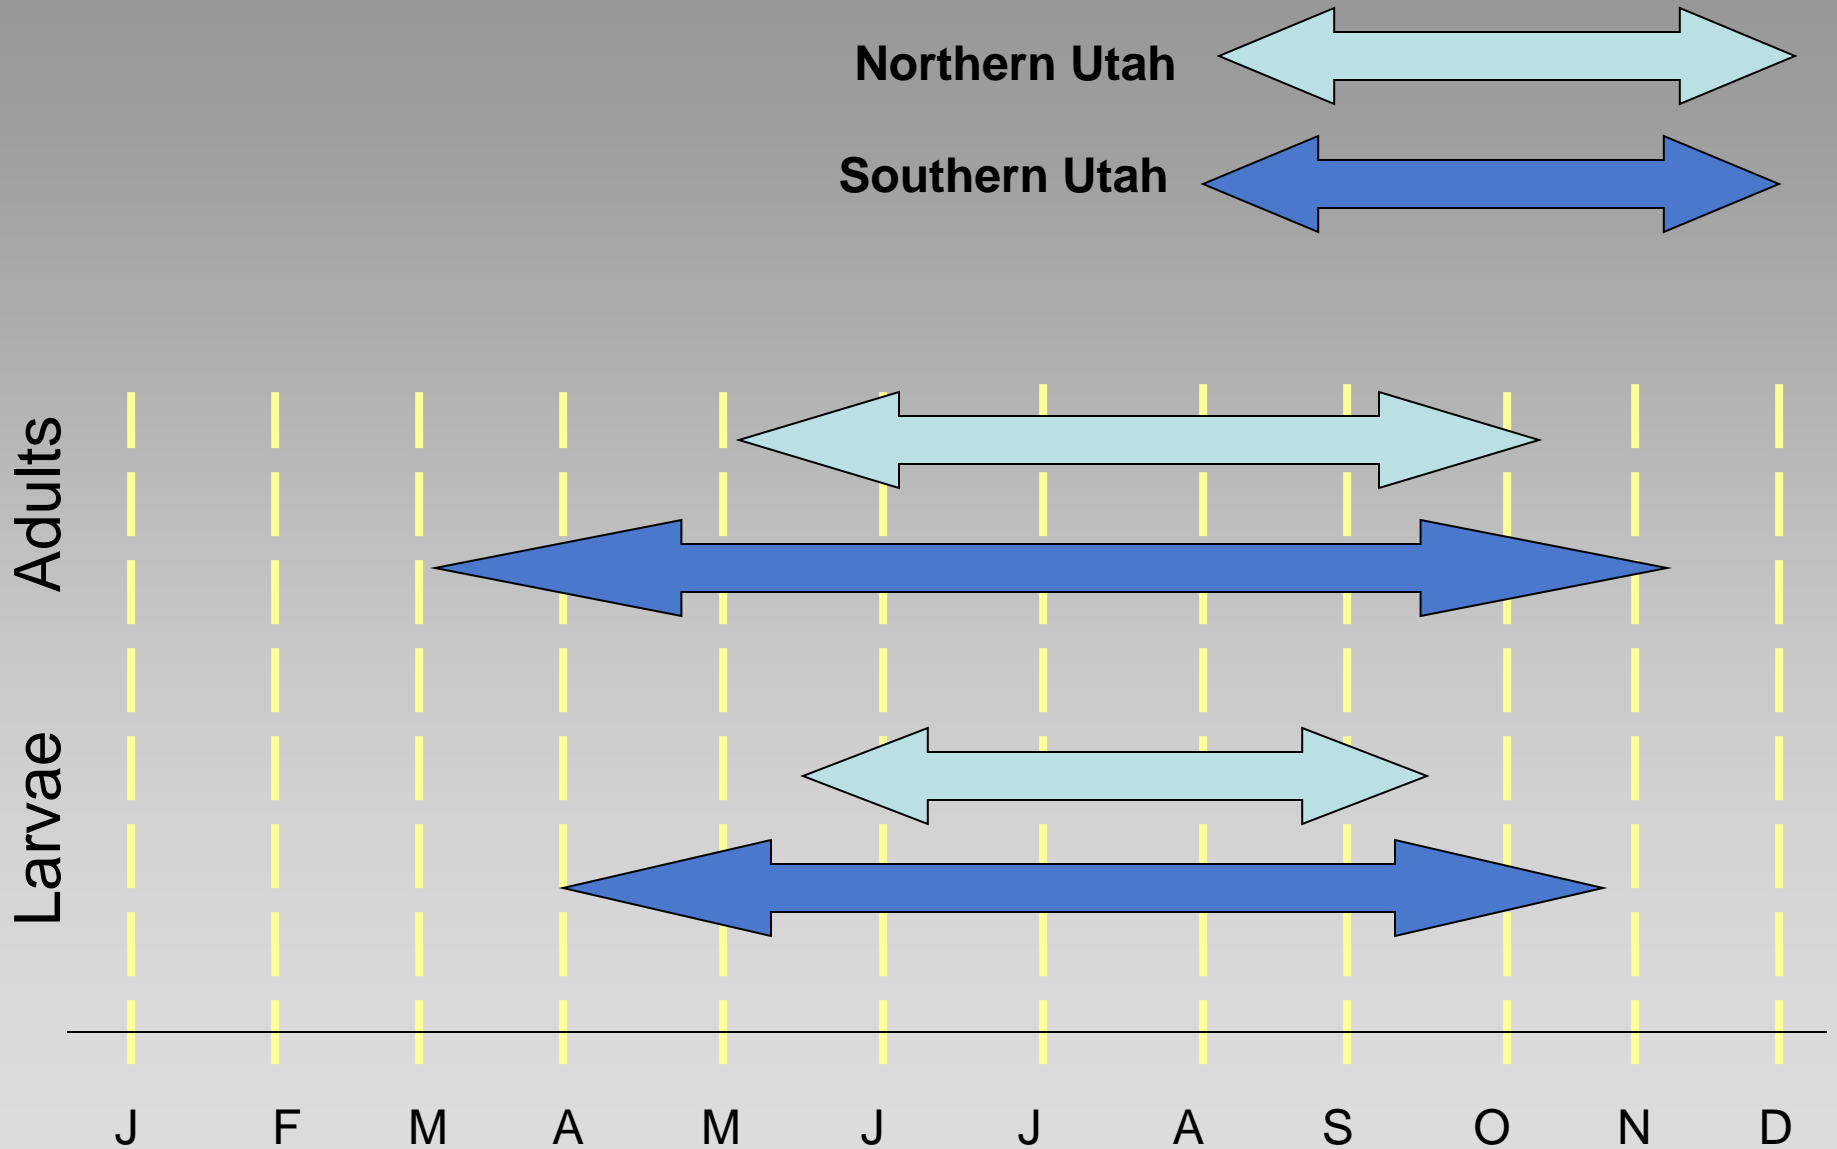 Northern Utah
Southern Utah
Adults
Larvae
J F M A M J J A S O N D